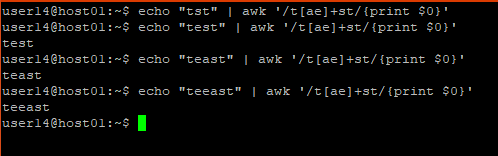 user14@host01:~$ echo "tst" | awk '/t[ae]+st/{print $0}'
user14@host01:~$ echo "test" | awk '/t[ae]+st/{print $0}'
test
user14@host01:~$ echo "teast" | awk '/t[ae]+st/{print $0}'
teast
user14@host01:~$ echo "teeast" | awk '/t[ae]+st/{print $0}'
teeast
user14@host01:~$